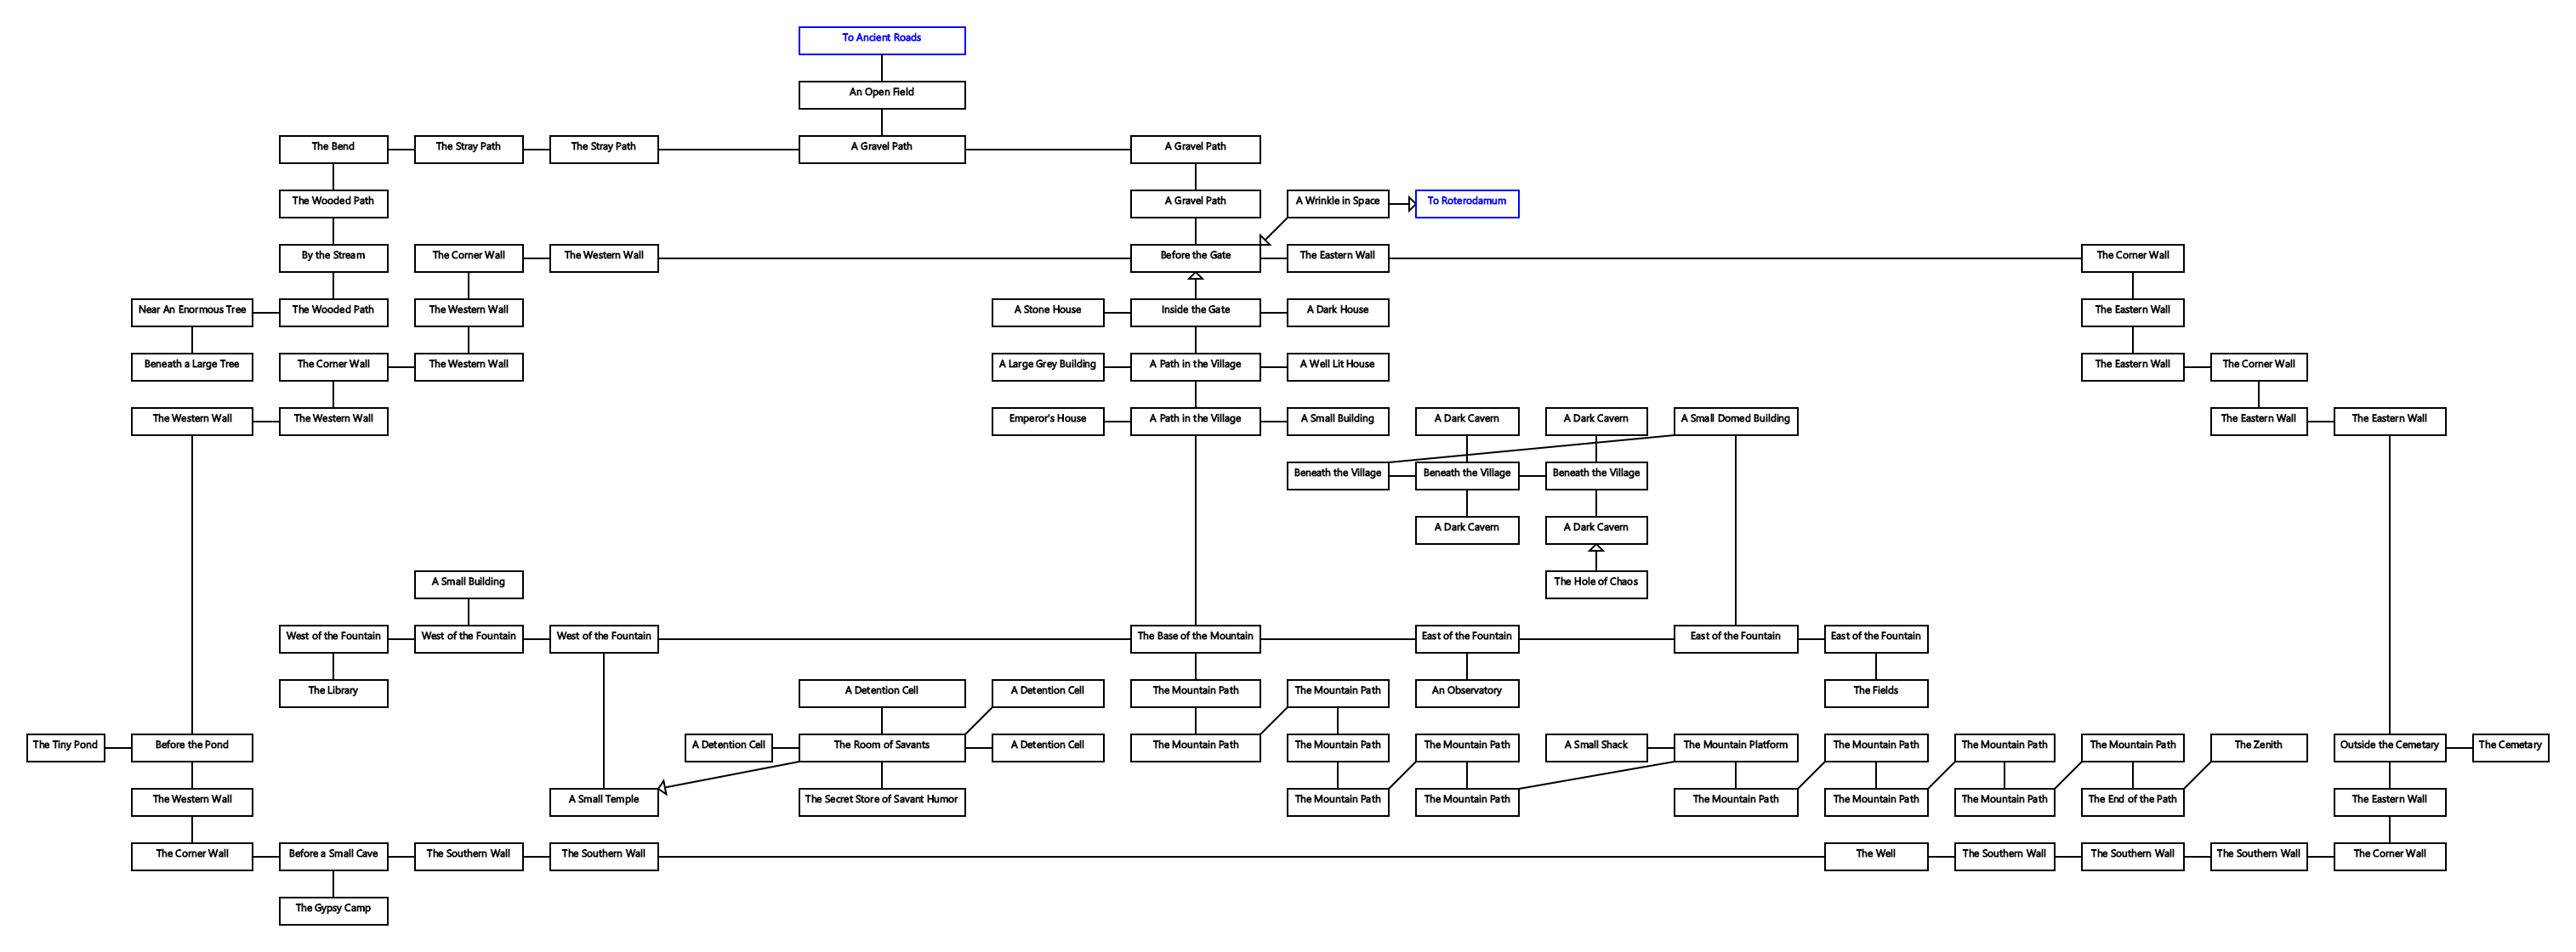 To Ancient Roads
An Open Field
The Bend
The Stray Path
The Stray Path
A Gravel Path
A Gravel Path
The Wooded Path
A Gravel Path
A Wrinkle in Space
To Roterodamum
By the Stream
The Corner Wall
The Western Wall
Before the Gate
The Eastern Wall
The Corner Wall
Near An Enormous Tree
The Wooded Path
The Western Wall
A Stone House
Inside the Gate
A Dark House
The Eastern Wall
Beneath a Large Tree
The Corner Wall
The Western Wall
A Large Grey Building
A Path in the Village
A Well Lit House
The Eastern Wall
The Corner Wall
The Western Wall
The Western Wall
Emperor's House
A Path in the Village
A Small Building
A Dark Cavern
A Dark Cavern
A Small Domed Building
The Eastern Wall
The Eastern Wall
Beneath the Village
Beneath the Village
Beneath the Village
A Dark Cavern
A Dark Cavern
A Small Building
The Hole of Chaos
West of the Fountain
West of the Fountain
West of the Fountain
The Base of the Mountain
East of the Fountain
East of the Fountain
East of the Fountain
The Library
A Detention Cell
A Detention Cell
The Mountain Path
The Mountain Path
An Observatory
The Fields
The Tiny Pond
Before the Pond
A Detention Cell
The Room of Savants
A Detention Cell
The Mountain Path
The Mountain Path
The Mountain Path
A Small Shack
The Mountain Platform
The Mountain Path
The Mountain Path
The Mountain Path
The Zenith
Outside the Cemetary
The Cemetary
The Western Wall
A Small Temple
The Secret Store of Savant Humor
The Mountain Path
The Mountain Path
The Mountain Path
The Mountain Path
The Mountain Path
The End of the Path
The Eastern Wall
The Corner Wall
Before a Small Cave
The Southern Wall
The Southern Wall
The Well
The Southern Wall
The Southern Wall
The Southern Wall
The Corner Wall
The Gypsy Camp